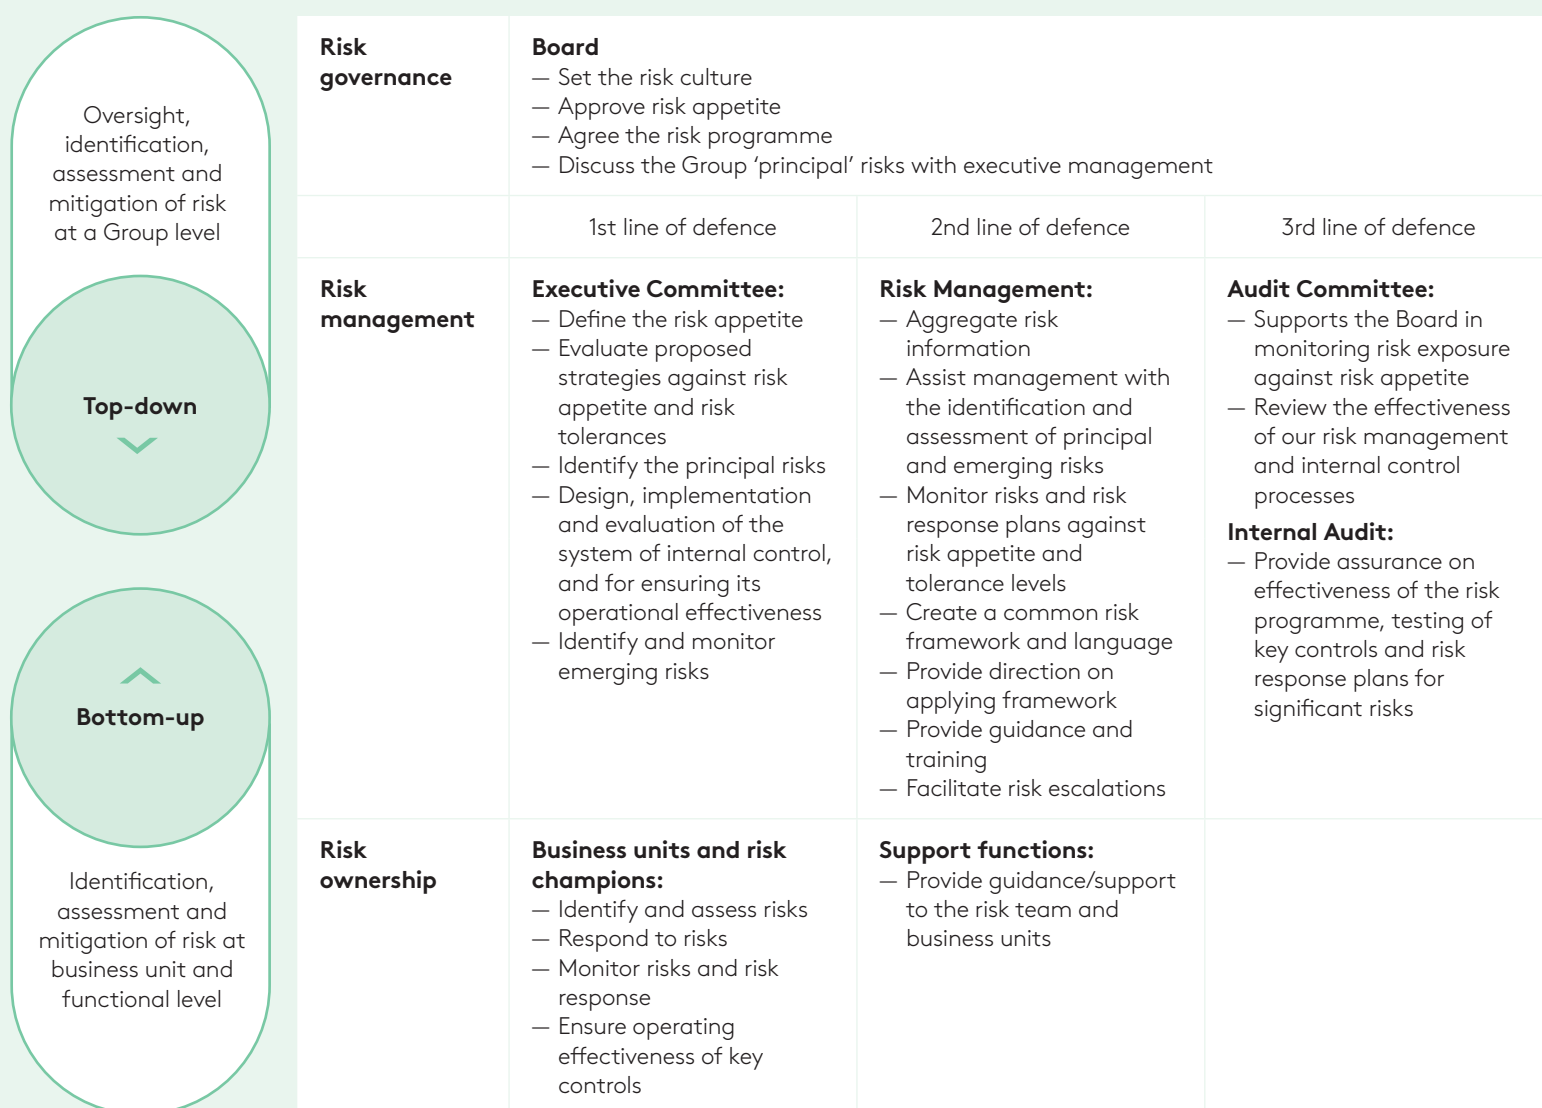 Oversight,
identification,
assessment and
mitigation of risk
at a Group level
Top-down
Bottom-up
Identification,
assessment and
mitigation of risk at
business unit and
functional level
Risk
governance
Board
— Set the risk culture
— Approve risk appetite
— Agree the risk programme
— Discuss the Group ‘principal’ risks with executive management
1st line of defence
2nd line of defence
3rd line of defence
Risk
management
Executive Committee:
— Define the risk appetite
— Evaluate proposed
strategies against risk
appetite and risk
tolerances
— Identify the principal risks
— Design, implementation
and evaluation of the
system of internal control,
and for ensuring its
operational effectiveness
— Identify and monitor
emerging risks
Risk Management:
— Aggregate risk
information
— Assist management with
the identification and
assessment of principal
and emerging risks
— Monitor risks and risk
response plans against
risk appetite and
tolerance levels
— Create a common risk
framework and language
— Provide direction on
applying framework
— Provide guidance and
training
— Facilitate risk escalations
Audit Committee:
— Supports the Board in
monitoring risk exposure
against risk appetite
— Review the effectiveness
of our risk management
and internal control
processes
Internal Audit:
— Provide assurance on
effectiveness of the risk
programme, testing of
key controls and risk
response plans for
significant risks
Risk
ownership
Business units and risk
champions:
— Identify and assess risks
— Respond to risks
— Monitor risks and risk
response
— Ensure operating
effectiveness of key
controls
Support functions:
— Provide guidance/support
to the risk team and
business units